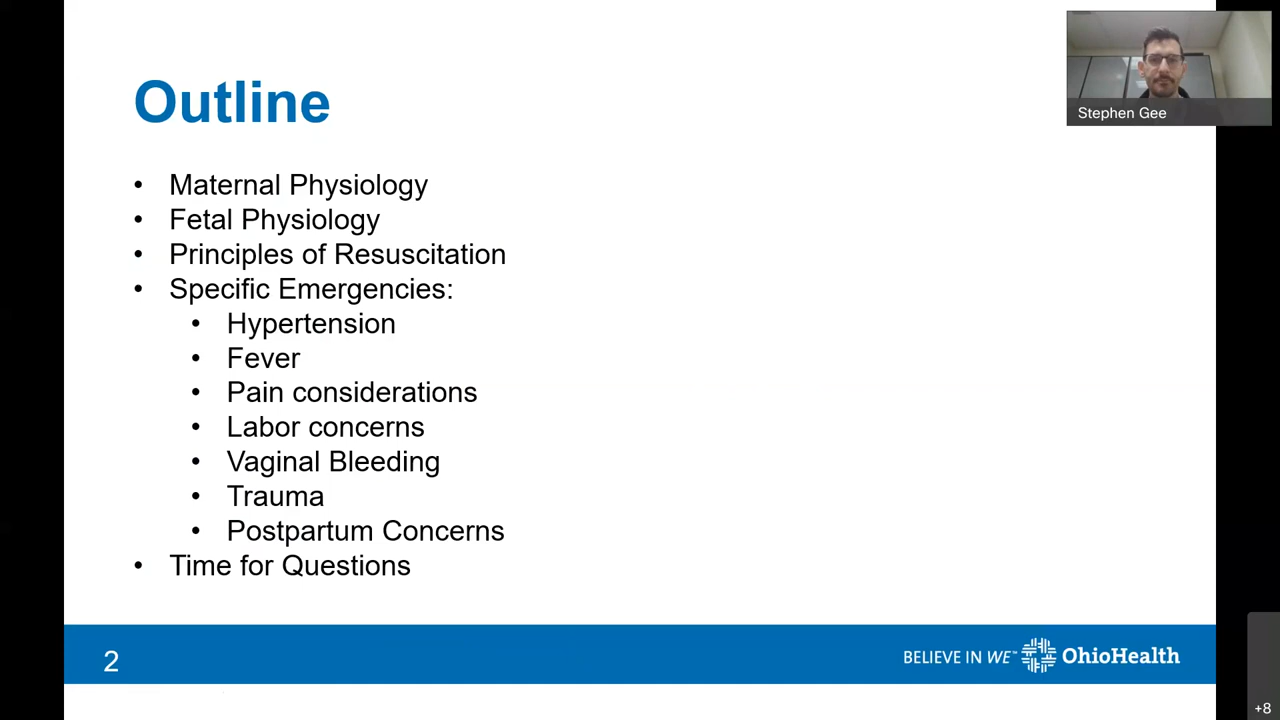 Outline
Stephen Gee
• Maternal Physiology
• Fetal Physiology
• Principles of Resuscitation
• Specific Emergencies:
• Hypertension
• Fever
• Pain considerations
• Labor concerns
• Vaginal Bleeding
• Trauma
• Postpartum Concerns
• Time for Questions
2
BELIEVE IN WE™ OhioHealth
+8